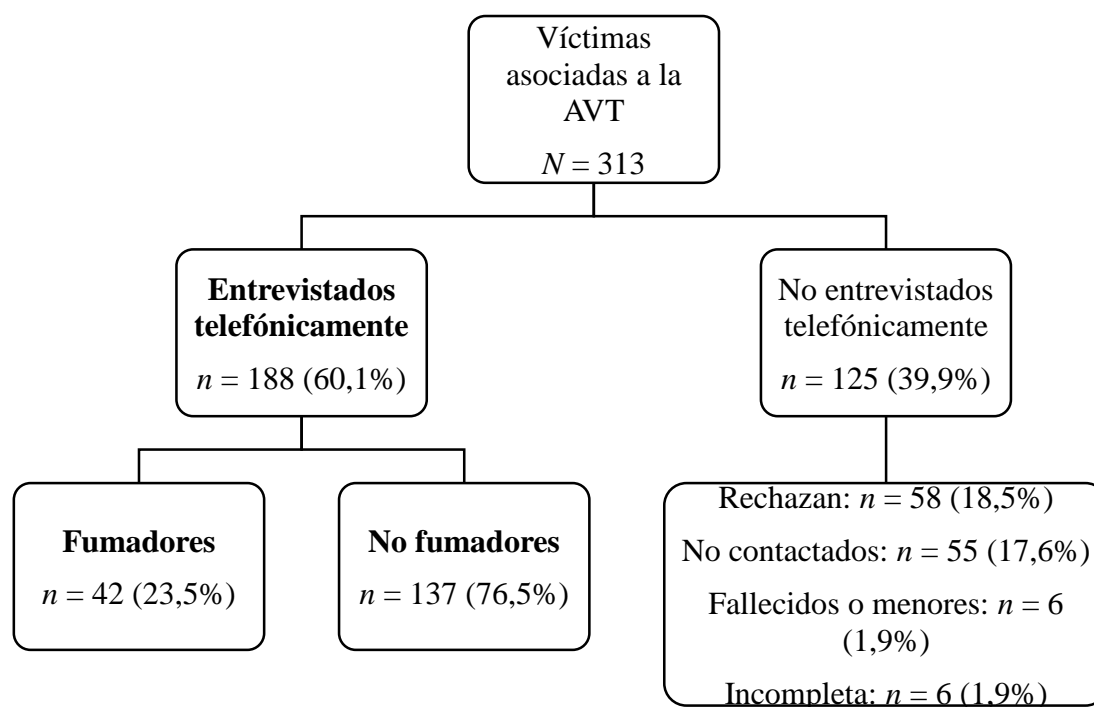 Víctimas
asociadas a la
AVT
N = 313
Entrevistados
telefónicamente
n = 188 (60,1%)
No entrevistados
telefónicamente
n = 125 (39,9%)
Fumadores
n = 42 (23,5%)
No fumadores
n = 137 (76,5%)
Rechazan: n = 58 (18,5%)
No contactados: n = 55 (17,6%)
Fallecidos o menores: n = 6
(1,9%)
Incompleta: n = 6 (1,9%)